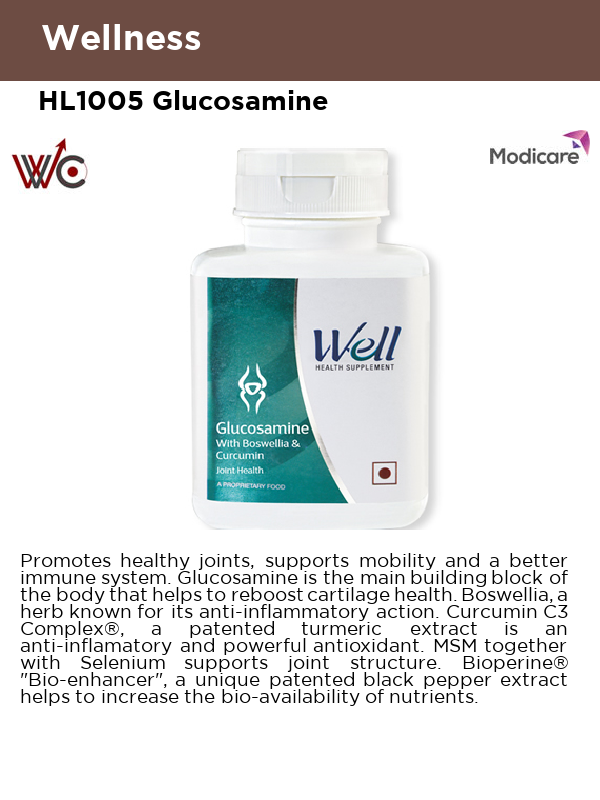 Wellness
HL1005 Glucosamine
WC
Modicare
Well
HEALTH SUPPLEMENT
Glucosamine
With Boswellia &
Curcumin
Joint Health
A PROPRIETARY FOOD
Promotes healthy joints, supports mobility and a better
immune system. Glucosamine is the main building block of
the body that helps to reboost cartilage health. Boswellia, a
herb known for its anti-inflammatory action. Curcumin C3
Complex®, a patented turmeric extract is an
anti-inflamatory and powerful antioxidant. MSM together
with Selenium supports joint structure. Bioperine®
"Bio-enhancer", a unique patented black pepper extract
helps to increase the bio-availability of nutrients.